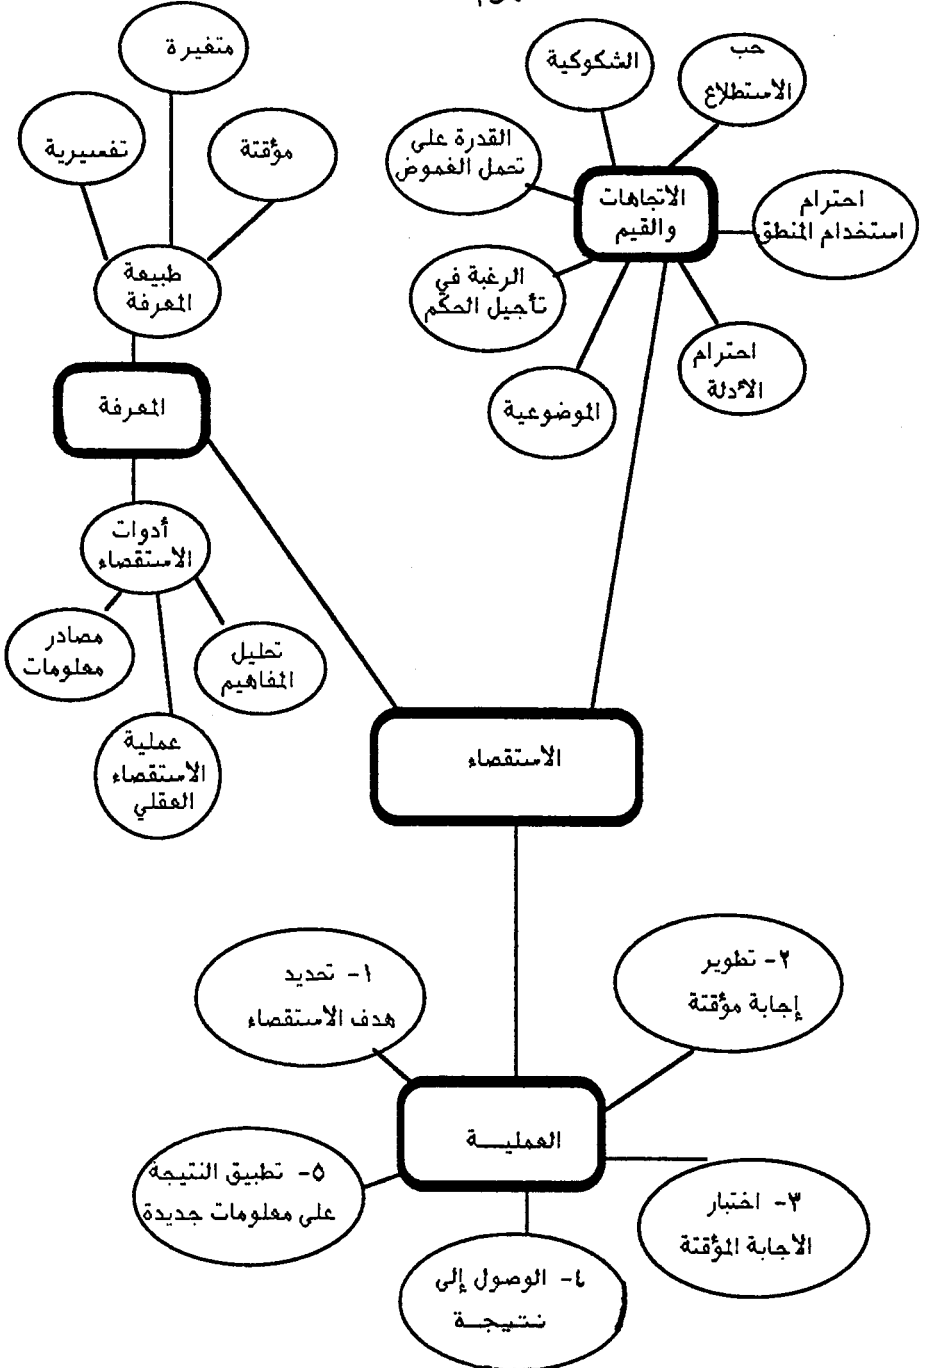 متغيرة
تفسيرية
مؤقتة
طبيعة
المعرفة
المعرفة
أدوات
الاستقصاء
مصادر
معلومات
عملية
الاستقصاء
العقلي
تحليل
المفاهيم
الشكوكية
حب
الاستطلاع
القدرة على
تحمل الغموض
الاتجاهات
والقيم
احترام
استخدام المنطق
الرغبة في
تأجيل الحكم
الموضوعية
احترام
الأدلة
الاستقصاء
١- تحديد
هدف الاستقصاء
٢- تطوير
إجابة مؤقتة
العمليـــة
٣- اختبار
الاجابة المؤقتة
٤- الوصول إلى
نتيجـــة
٥- تطبيق النتيجة
على معلومات جديدة